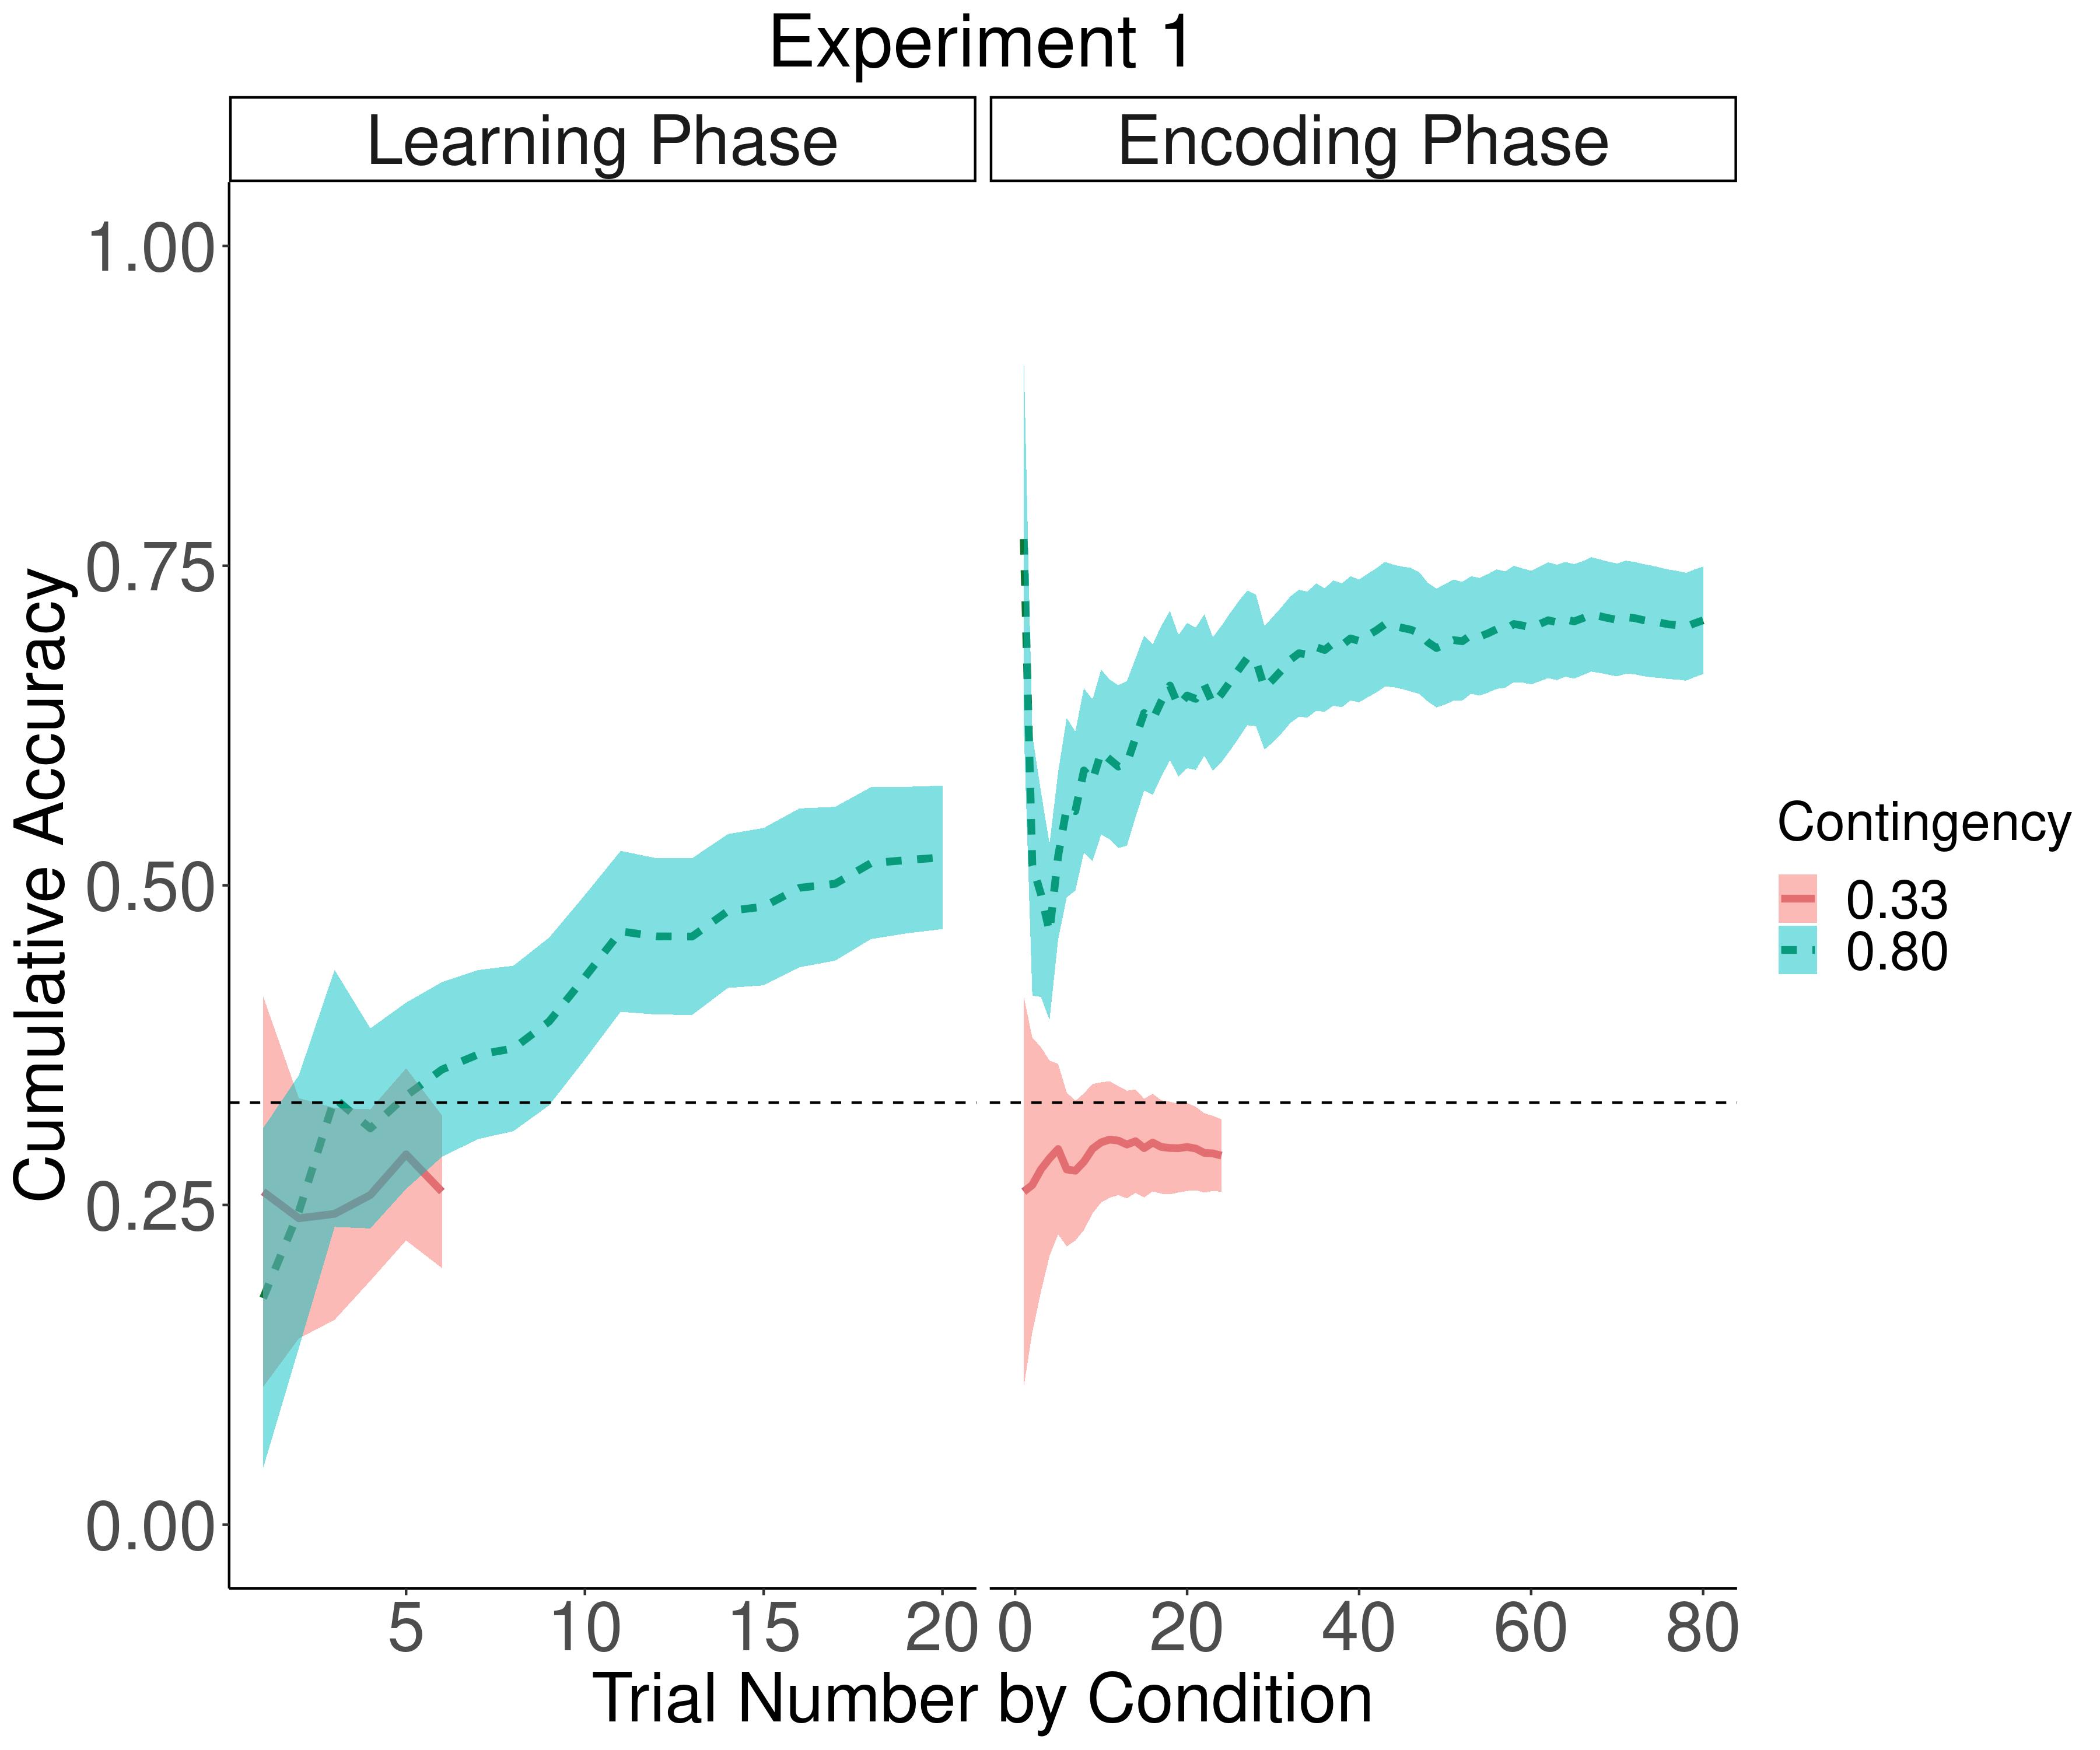 Experiment 1
Learning Phase
Encoding Phase
Cumulative Accuracy
1.00
0.75
0.50
0.25
0.00
5 10 15 20
0 20 40 60 80
Trial Number by Condition
Contingency
0.33
0.80